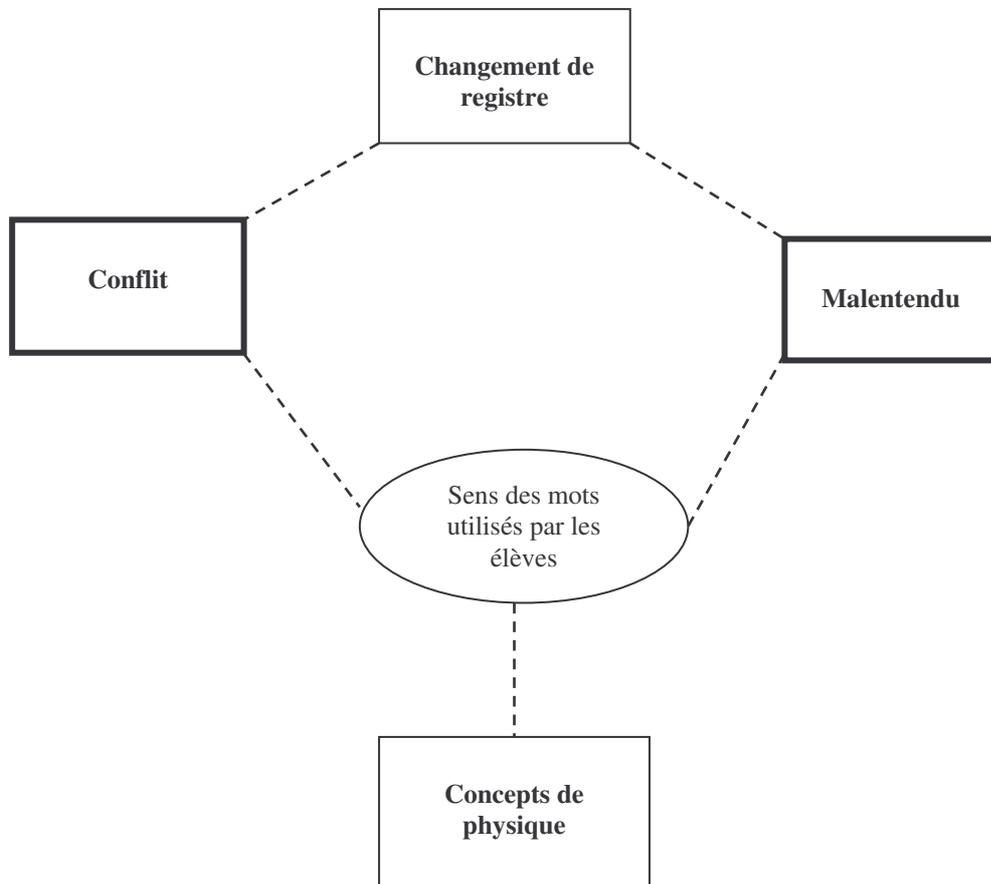 Changement de
registre
Conflit
Malentendu
Sens des mots
utilisés par les
élèves
Concepts de
physique